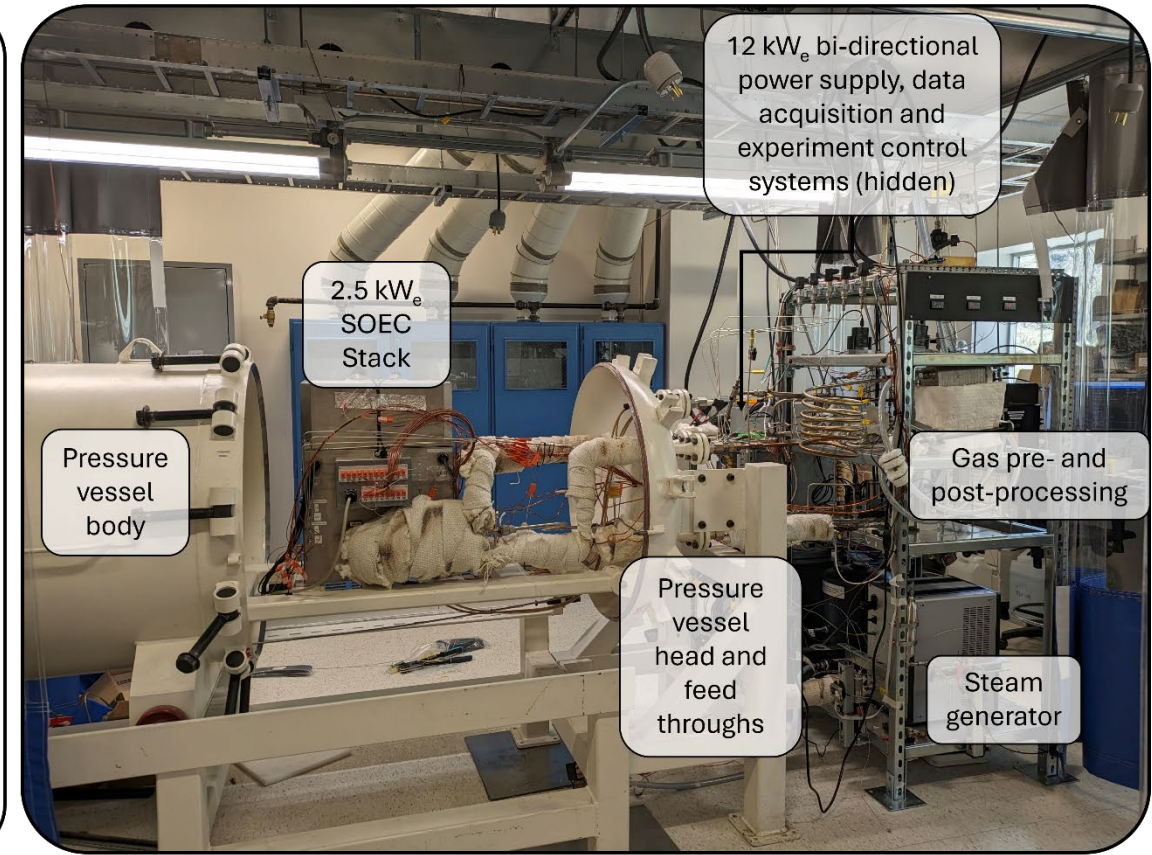 12 kWₑ bi-directional
power supply, data
acquisition and
experiment control
systems (hidden)
2.5 kWₑ
SOEC
Stack
Pressure
vessel
body
Gas pre- and
post-processing
Pressure
vessel
head and
feed
throughs
Steam
generator